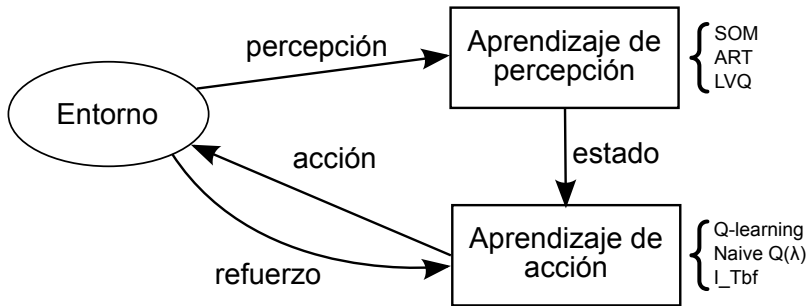 percepción
Aprendizaje de
percepción
SOM
ART
LVQ
Entorno
acción
estado
refuerzo
Aprendizaje de
acción
Q-learning
Naive Q(λ)
I_Tbf